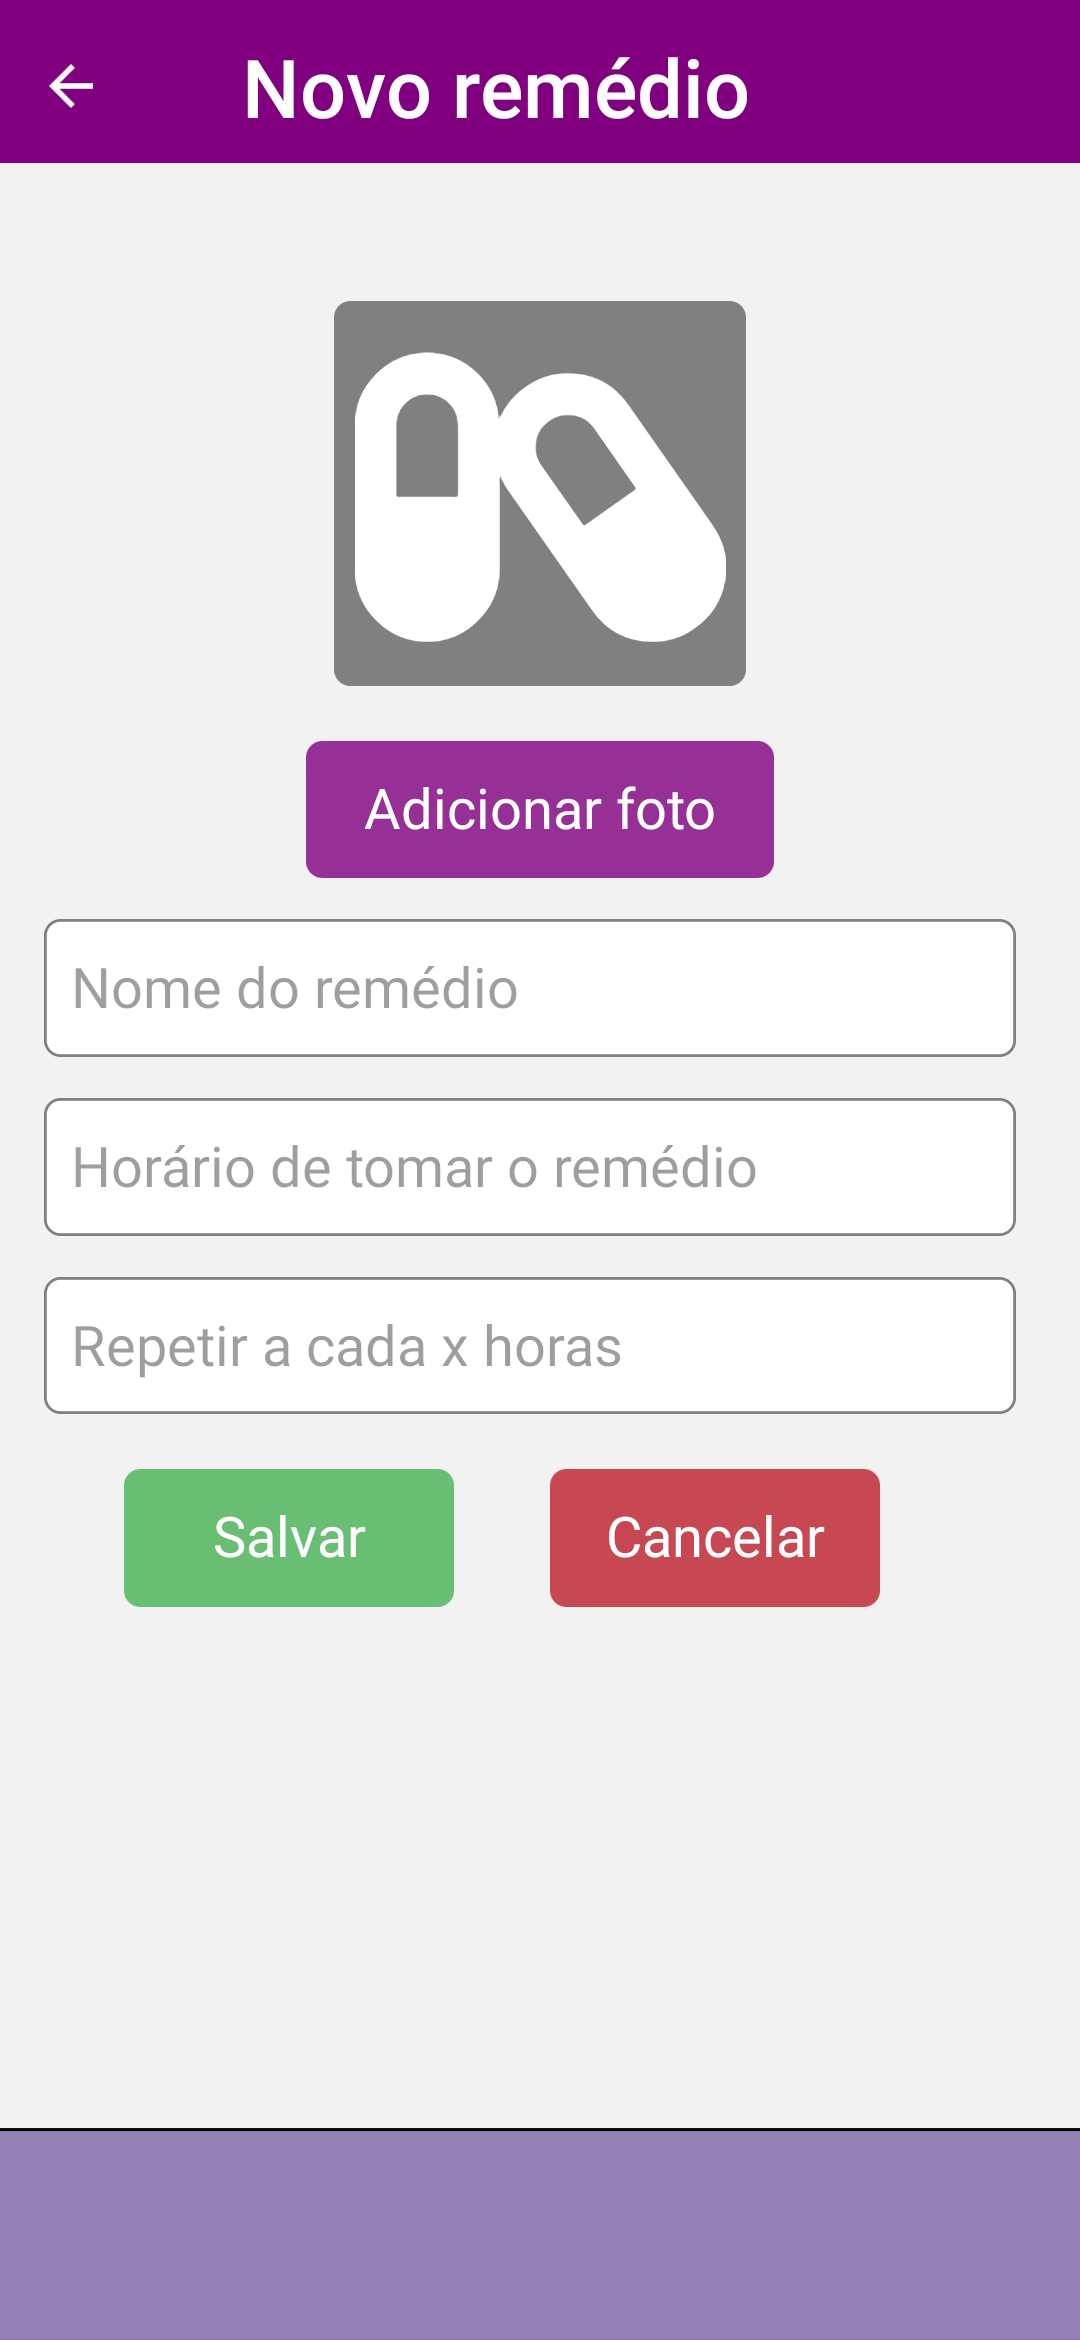 Novo remédio
Adicionar foto
Nome do remédio
Horário de tomar o remédio
Repetir a cada x horas
Salvar
Cancelar